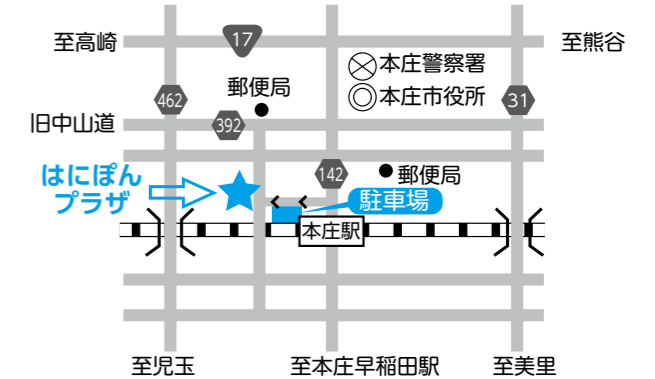 至高崎
17
至熊谷
本庄警察署
郵便局
462
本庄市役所
31
旧中山道
392
はにぽん
プラザ
142
郵便局
駐車場
本庄駅
至児玉
至本庄早稲田駅
至美里